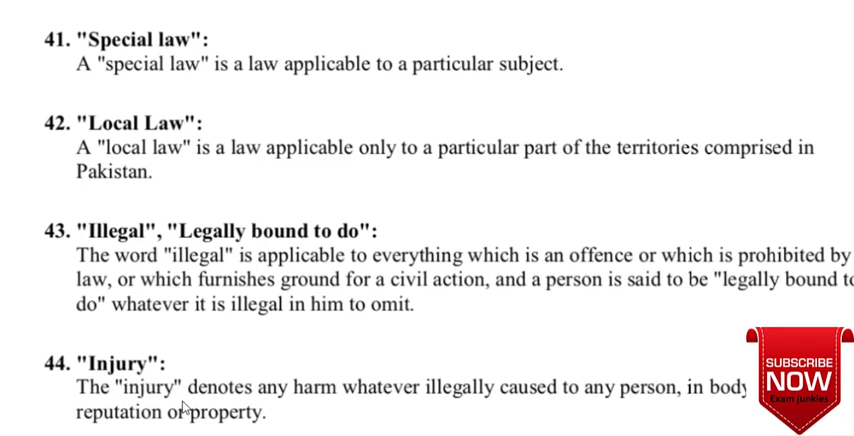 41. "Special law":
A "special law" is a law applicable to a particular subject.
42. "Local Law":
A "local law" is a law applicable only to a particular part of the territories comprised in
Pakistan.
43. "Illegal", "Legally bound to do":
The word "illegal" is applicable to everything which is an offence or which is prohibited by
law, or which furnishes ground for a civil action, and a person is said to be "legally bound to
do" whatever it is illegal in him to omit.
44. "Injury":
The "injury" denotes any harm whatever illegally caused to any person, in body
reputation or property.
SUBSCRIBE
NOW
Exam Junkies